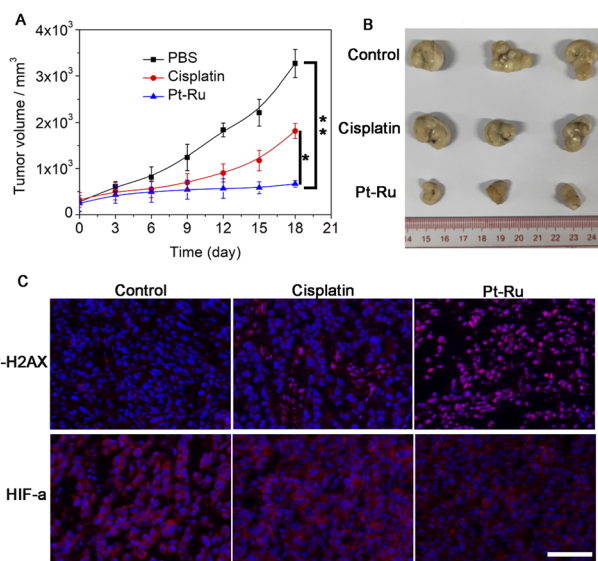 A
Tumor volume / mm³
4x10³
3x10³
2x10³
1x10³
0
PBS
Cisplatin
Pt-Ru
*
*
*
0 3 6 9 12 15 18 21
Time (day)
B
Control
Cisplatin
Pt-Ru
14 15 16 17 18 19 20 21 22 23 24
C
Control Cisplatin Pt-Ru
-H2AX
HIF-a